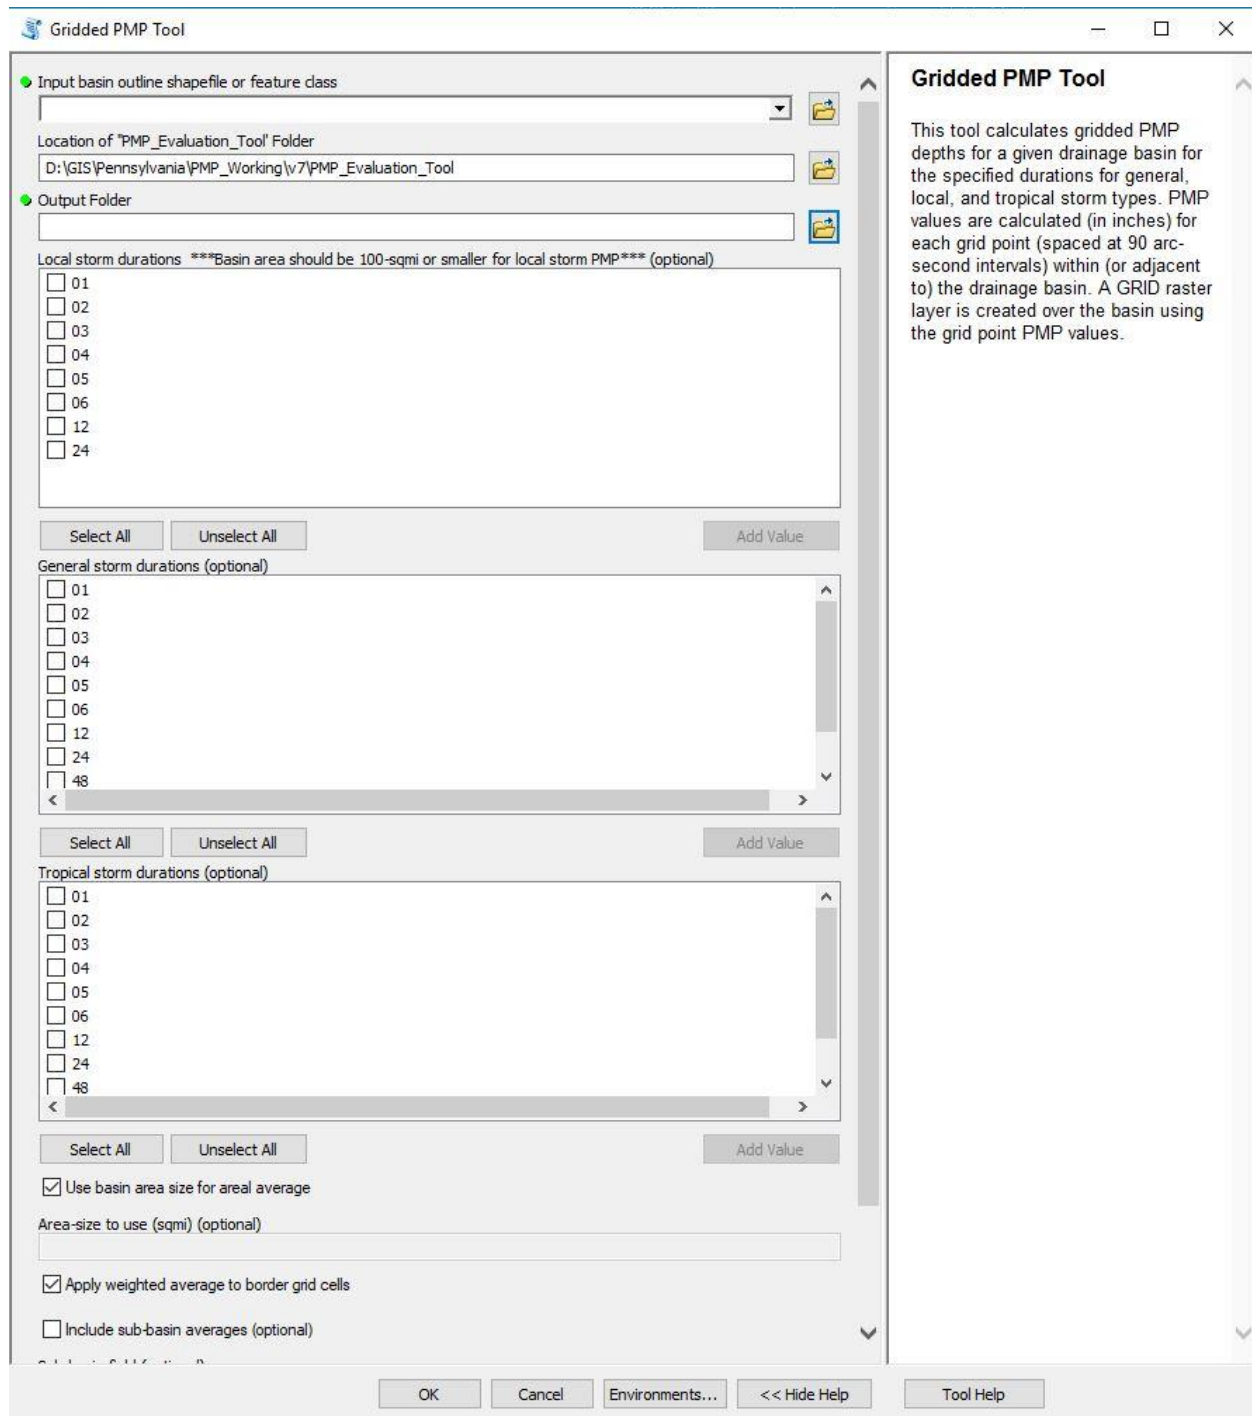 Gridded PMP Tool
Input basin outline shapefile or feature class
Location of "PMP_Evaluation_Tool' Folder
D:\GIS\Pennsylvania\PMP_Working\v7\PMP_Evaluation_Tool
Output Folder
Local storm durations ***Basin area should be 100-sqmi or smaller for local storm PMP*** (optional)
01
02
03
04
05
06
12
24
Select All Unselect All Add Value
General storm durations (optional)
01
02
03
04
05
06
12
24
48
Select All Unselect All Add Value
Tropical storm durations (optional)
01
02
03
04
05
06
12
24
48
Select All Unselect All Add Value
Use basin area size for areal average
Area-size to use (sqmi) (optional)
Apply weighted average to border grid cells
Include sub-basin averages (optional)
Gridded PMP Tool
This tool calculates gridded PMP
depths for a given drainage basin for
the specified durations for general,
local, and tropical storm types. PMP
values are calculated (in inches) for
each grid point (spaced at 90 arc-
second intervals) within (or adjacent
to) the drainage basin. A GRID raster
layer is created over the basin using
the grid point PMP values.
OK Cancel Environments... << Hide Help Tool Help